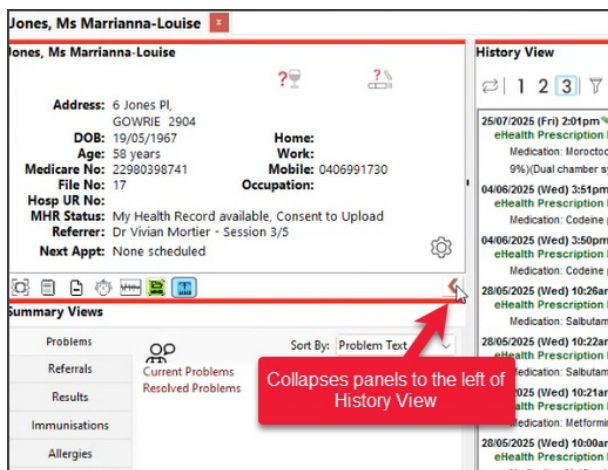 Jones, Ms Marrianna-Louise x
Jones, Ms Marrianna-Louise
? ?
Address: 6 Jones Pl,
GOWRIE 2904
DOB: 19/05/1967 Home:
Age: 58 years Work:
Medicare No: 22980398741 Mobile: 0406991730
File No: 17 Occupation:
Hosp UR No:
MHR Status: My Health Record available, Consent to Upload
Referrer: Dr Vivian Mortier - Session 3/5
Next Appt: None scheduled
Summary Views
Problems
Referrals
Results
Immunisations
Allergies
Sort By: Problem Text
Current Problems
Resolved Problems
Collapses panels to the left of
History View
History View
1 2 3
25/07/2025 (Fri) 2:01pm
eHealth Prescription
Medication: Moroctoc
9%)(Dual chamber sy
04/06/2025 (Wed) 3:51pm
eHealth Prescription
Medication: Codeine p
04/06/2025 (Wed) 3:50pm
eHealth Prescription
Medication: Codeine p
28/05/2025 (Wed) 10:26am
eHealth Prescription
Medication: Salbutam
28/05/2025 (Wed) 10:22am
eHealth Prescription
Medication: Salbutam
/2025 (Wed) 10:21am
alth Prescription
dication: Metformin
28/05/2025 (Wed) 10:00am
eHealth Prescription